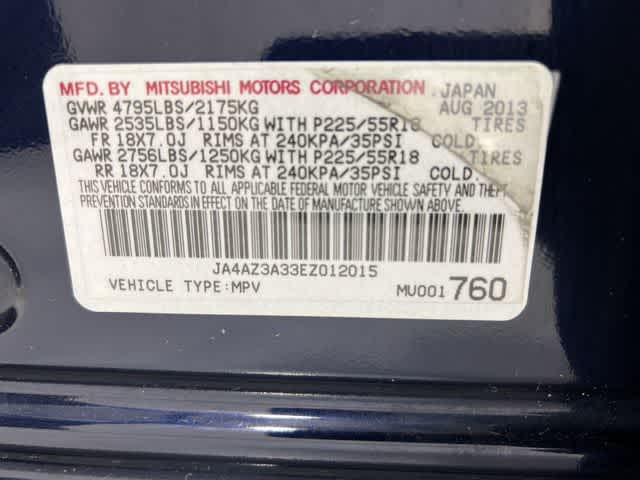 MFD. BY MITSUBISHI MOTORS CORPORATION JAPAN
GVWR 4795LBS/2175KG AUG 2013
GAWR 2535LBS/1150KG WITH P225/55R18 TIRES
FR 18X7.0J RIMS AT 240KPA/35PSI COLD.
GAWR 2756LBS/1250KG WITH P225/55R18 TIRES
RR 18X7.0J RIMS AT 240KPA/35PSI COLD.
THIS VEHICLE CONFORMS TO ALL APPLICABLE FEDERAL MOTOR VEHICLE SAFETY AND THEFT
PREVENTION STANDARDS IN EFFECT ON THE DATE OF MANUFACTURE SHOWN ABOVE.
JA4AZ3A33EZ012015
VEHICLE TYPE:MPV MU001760